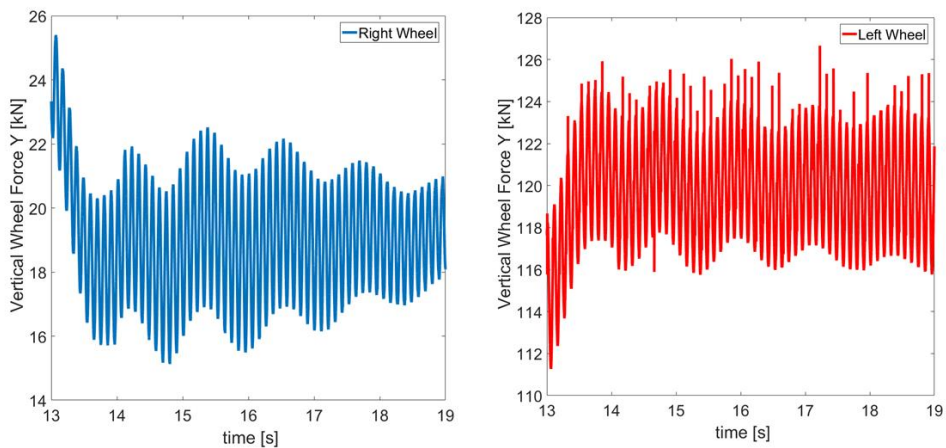 Right Wheel
Vertical Wheel Force Y [kN]
26
24
22
20
18
16
14
13 14 15 16 17 18 19
time [s]
Left Wheel
Vertical Wheel Force Y [kN]
128
126
124
122
120
118
116
114
112
110
13 14 15 16 17 18 19
time [s]